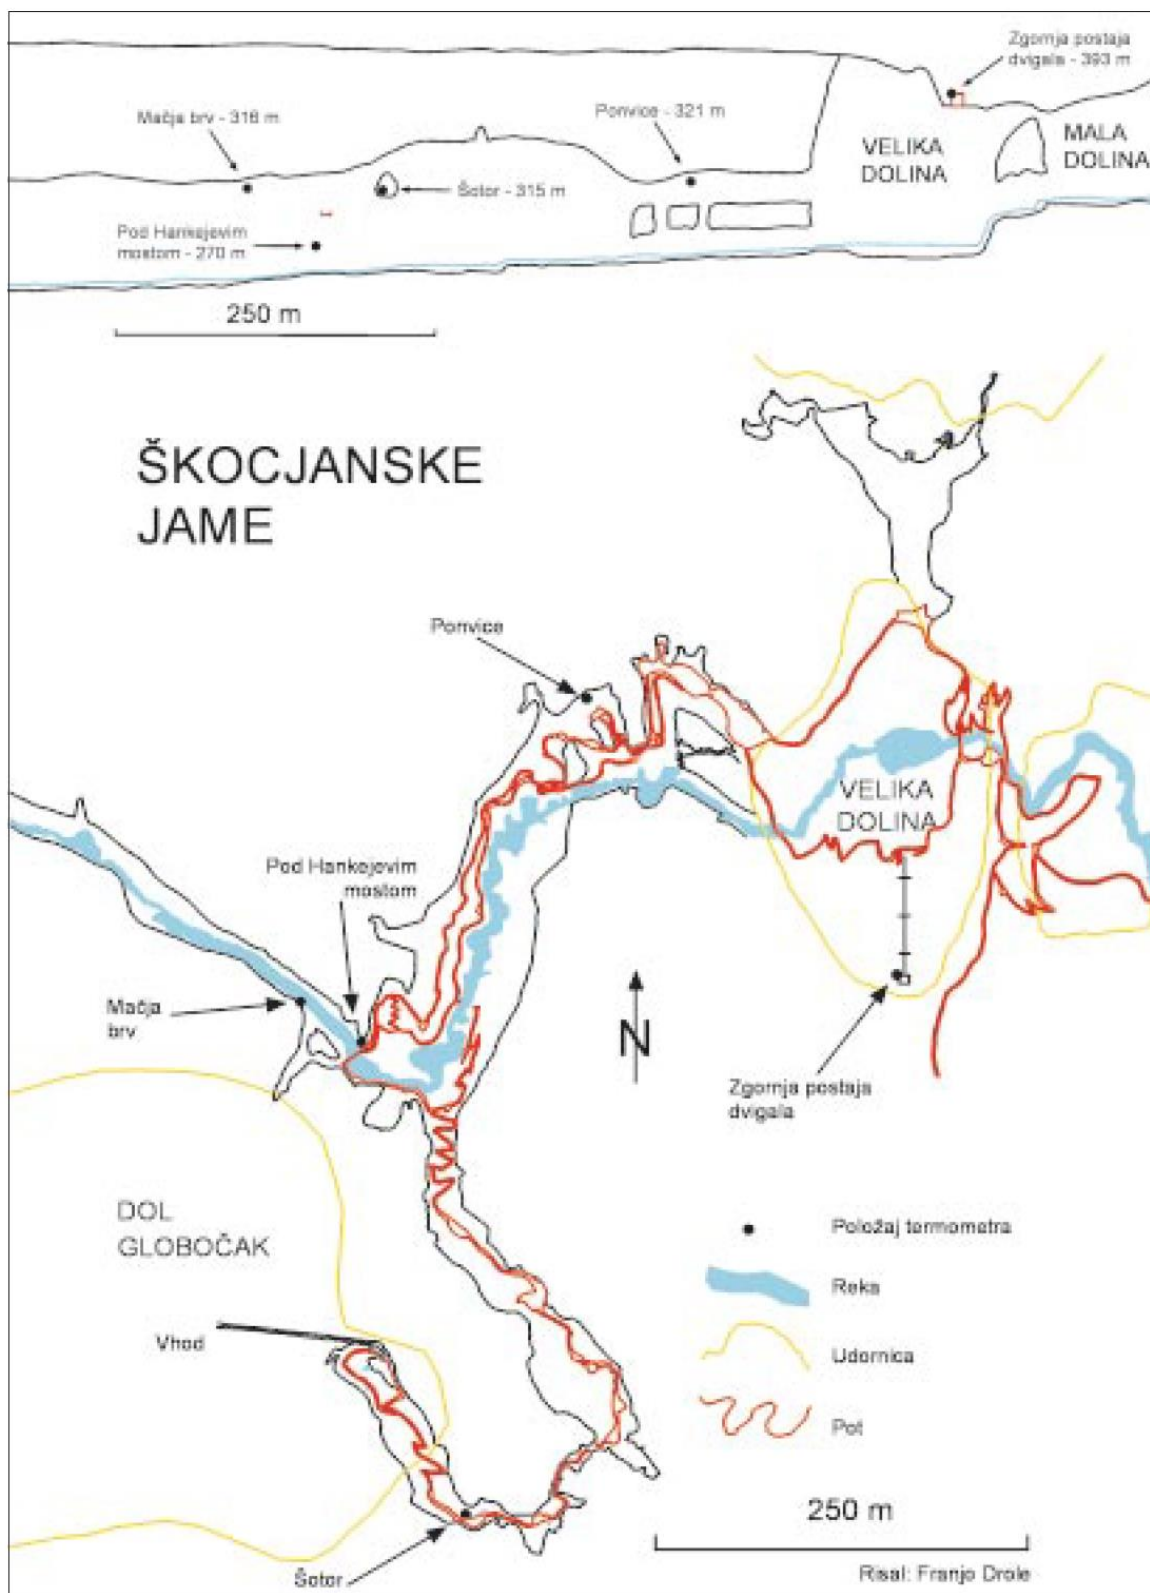 Zgornja postaja
dvigala - 393 m
Mačja brv - 316 m
Ponvice - 321 m
VELIKA
DOLINA
MALA
DOLINA
Šotor - 315 m
Pod Hankejevim
mostom - 270 m
250 m
ŠKOCJANSKE
JAME
Ponvice
VELIKA
DOLINA
Pod Hankejevim
mostom
Mačja
brv
N
Zgornja postaja
dvigala
DOL
GLOBOČAK
Položaj termometra
Reka
Vhod
Udornica
Pot
250 m
Šotor
Risal: Franjo Drole